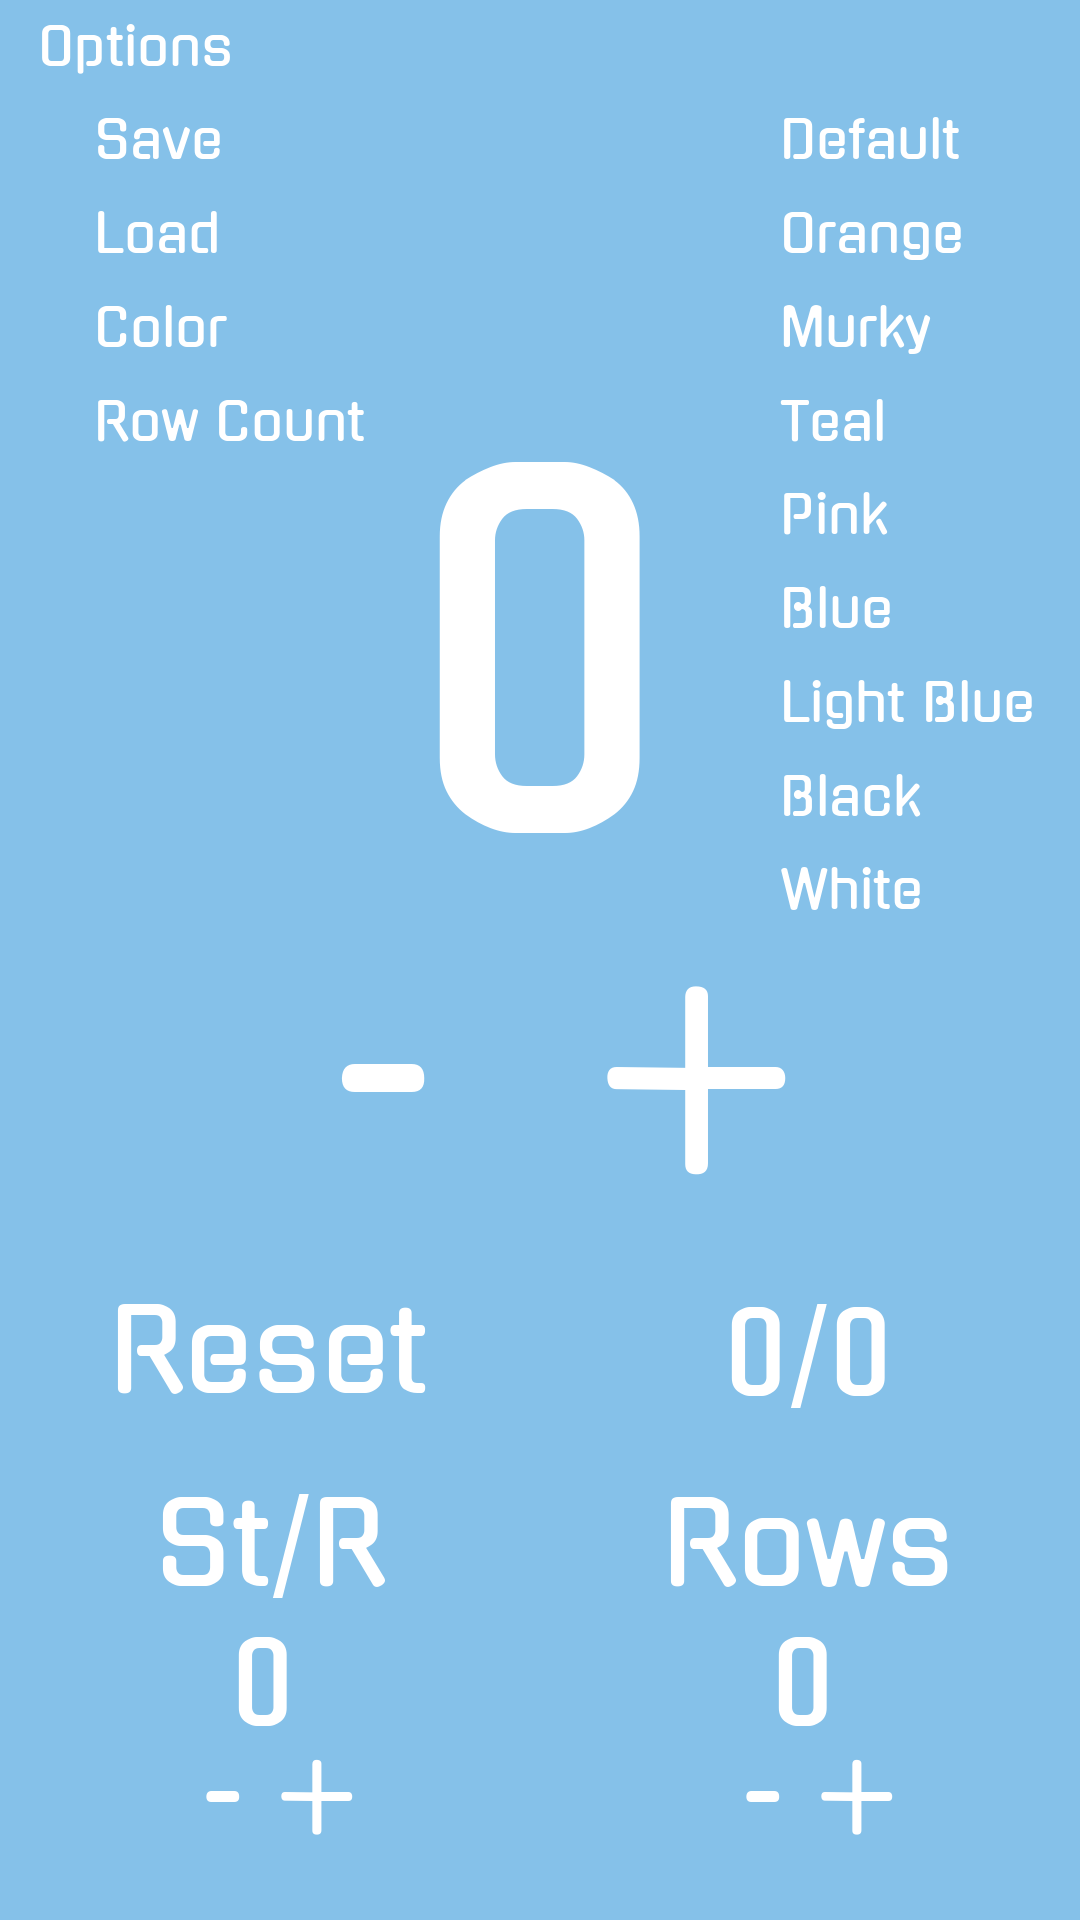 Options
Save
Load
Color
Row Count
Default
Orange
Murky
Teal
Pink
Blue
Light Blue
Black
White
0
- +
Reset
0/0
St/R
0
- +
Rows
0
- +